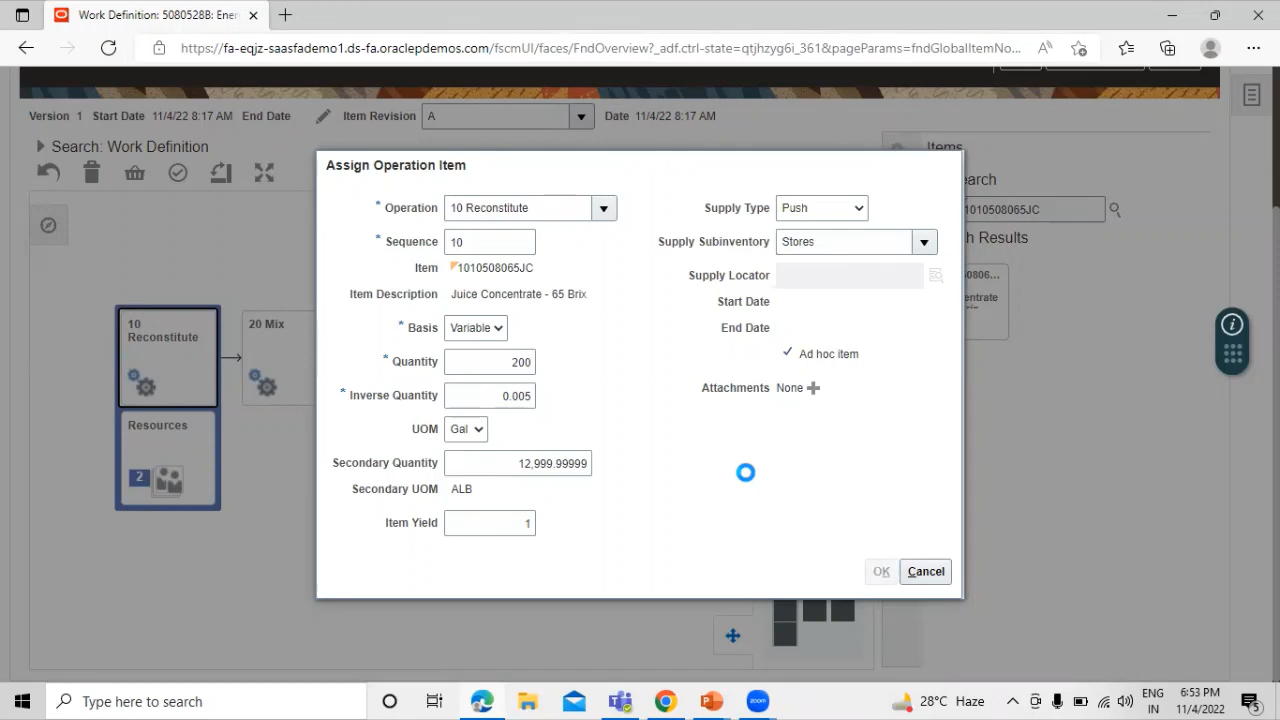 Work Definition: 5080528B: Ener
https://fa-eqjz-saasfademo1.ds-fa.oraclepdemos.com/fscmUI/faces/FndOverview?_adf.ctrl-state=qtjhzyg6i_361&pageParams=fndGlobalItemNo...
Version 1 Start Date 11/4/22 8:17 AM End Date Item Revision A Date 11/4/22 8:17 AM
Search: Work Definition
Items
1010508065JC
Results
10
Reconstitute
20 Mix
Resources
2
Assign Operation Item
* Operation 10 Reconstitute
* Sequence 10
Item 1010508065JC
Item Description Juice Concentrate - 65 Brix
* Basis Variable
* Quantity 200
* Inverse Quantity 0.005
UOM Gal
Secondary Quantity 12,999.99999
Secondary UOM ALB
Item Yield 1
Supply Type Push
Supply Subinventory Stores
Supply Locator
Start Date
End Date
Ad hoc item
Attachments None
OK Cancel
Type here to search
28°C Haze
ENG
IN
6:53 PM
11/4/2022
5